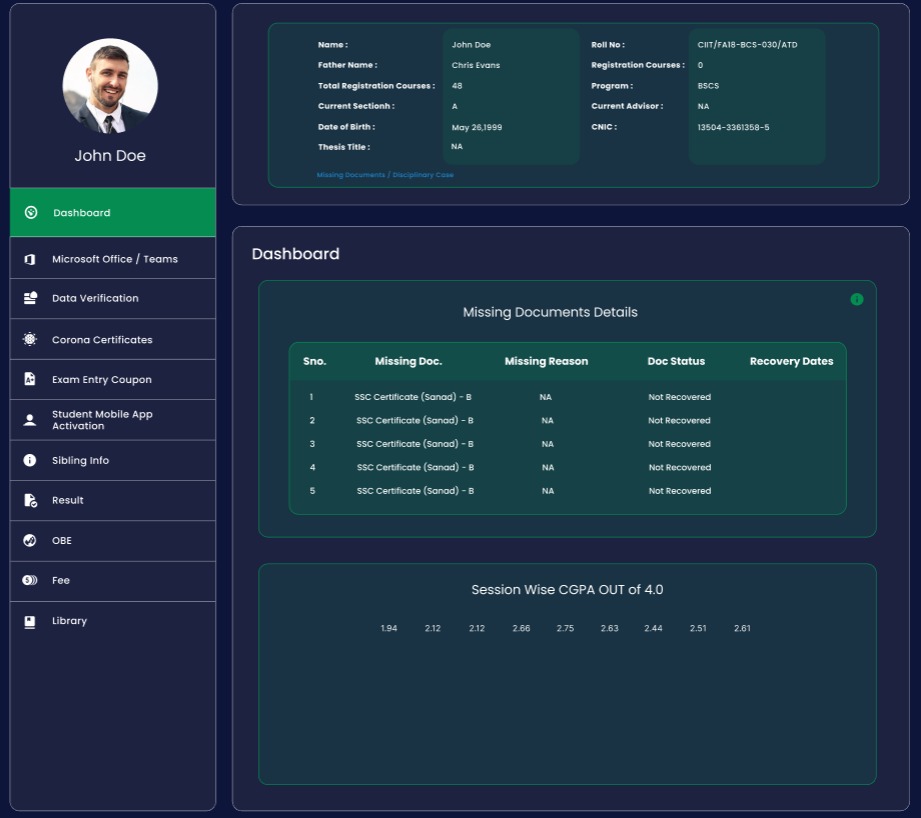 John Doe
Dashboard
Microsoft Office / Teams
Data Verification
Corona Certificates
Exam Entry Coupon
Student Mobile App
Activation
Sibling Info
Result
OBE
Fee
Library
Name : John Doe Roll No : CIIT/FA18-BCS-030/ATD
Father Name : Chris Evans Registration Courses : 0
Total Registration Courses : 48 Program : BSCS
Current Sectionh : A Current Advisor : NA
Date of Birth : May 26,1999 CNIC : 13504-3361358-5
Thesis Title : NA
Missing Documents / Disciplinary Case
Dashboard
Missing Documents Details
Sno. Missing Doc. Missing Reason Doc Status Recovery Dates
1 SSC Certificate (Sanad) - B NA Not Recovered
2 SSC Certificate (Sanad) - B NA Not Recovered
3 SSC Certificate (Sanad) - B NA Not Recovered
4 SSC Certificate (Sanad) - B NA Not Recovered
5 SSC Certificate (Sanad) - B NA Not Recovered
Session Wise CGPA OUT of 4.0
1.94 2.12 2.12 2.66 2.75 2.63 2.44 2.51 2.61